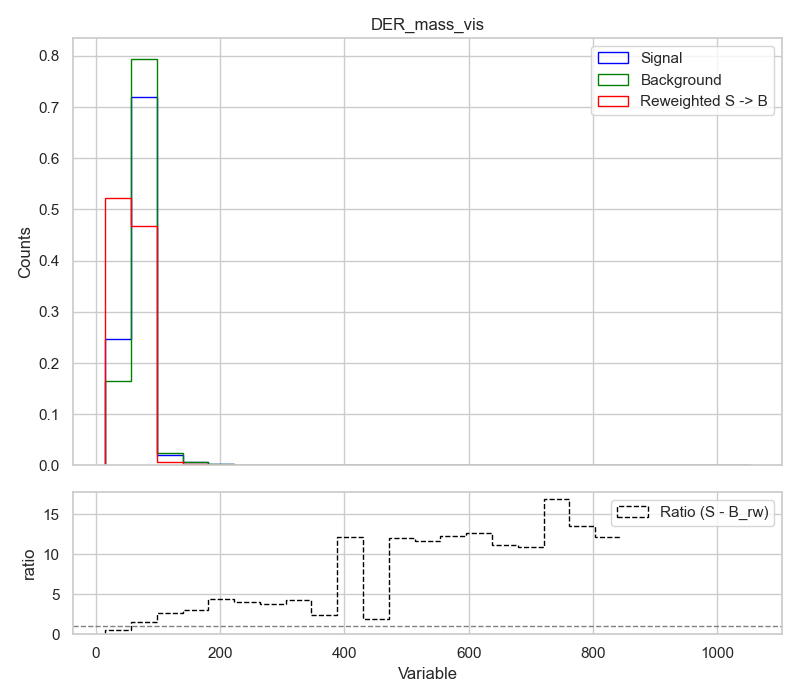 DER_mass_vis
Signal
Background
Reweighted S -> B
Counts
0.8
0.7
0.6
0.5
0.4
0.3
0.2
0.1
0.0
Ratio (S - B_rw)
ratio
15
10
5
0
0
200
400
600
800
1000
Variable